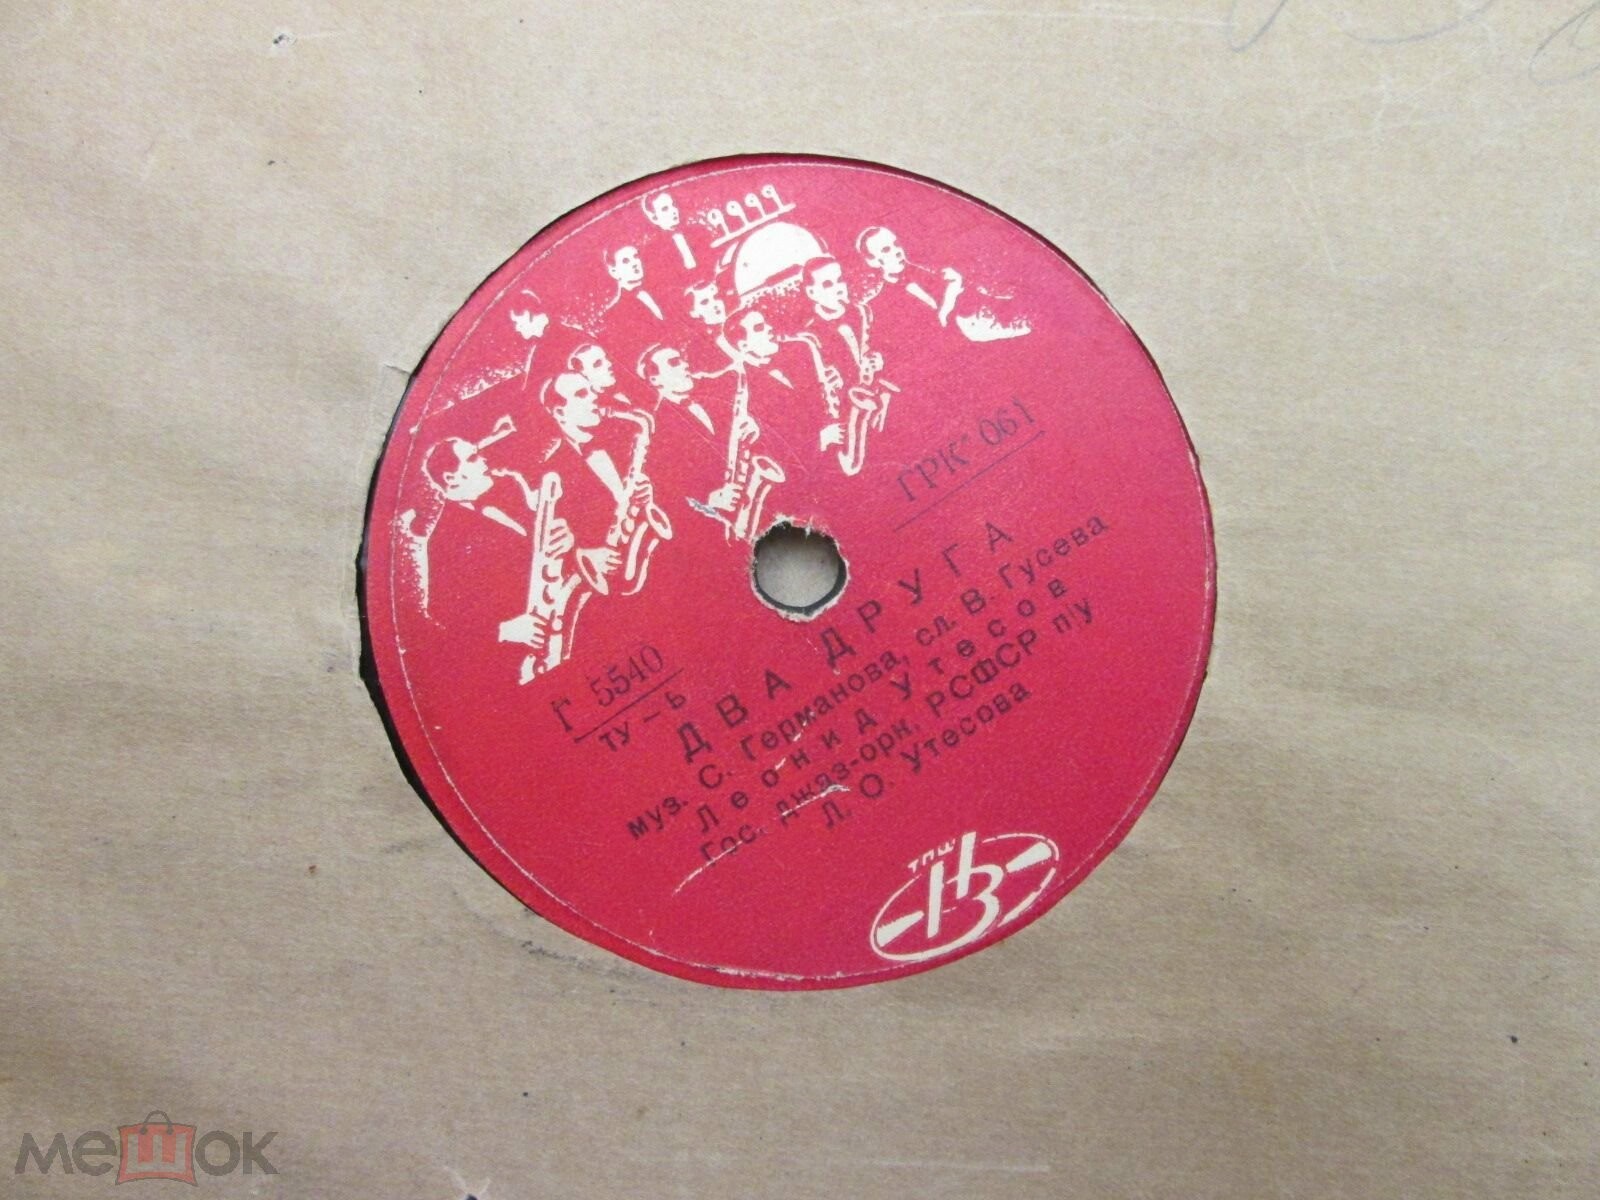 ГРК 061
Г 5540
ТУ – Ь
ДВА ДРУГА
муз. С. Германова, сл. В. Гусева
Леонид Утесов
Гос. джаз-орк. РСФСР п/у
Л. О. Утесова
ТПШ
мешок